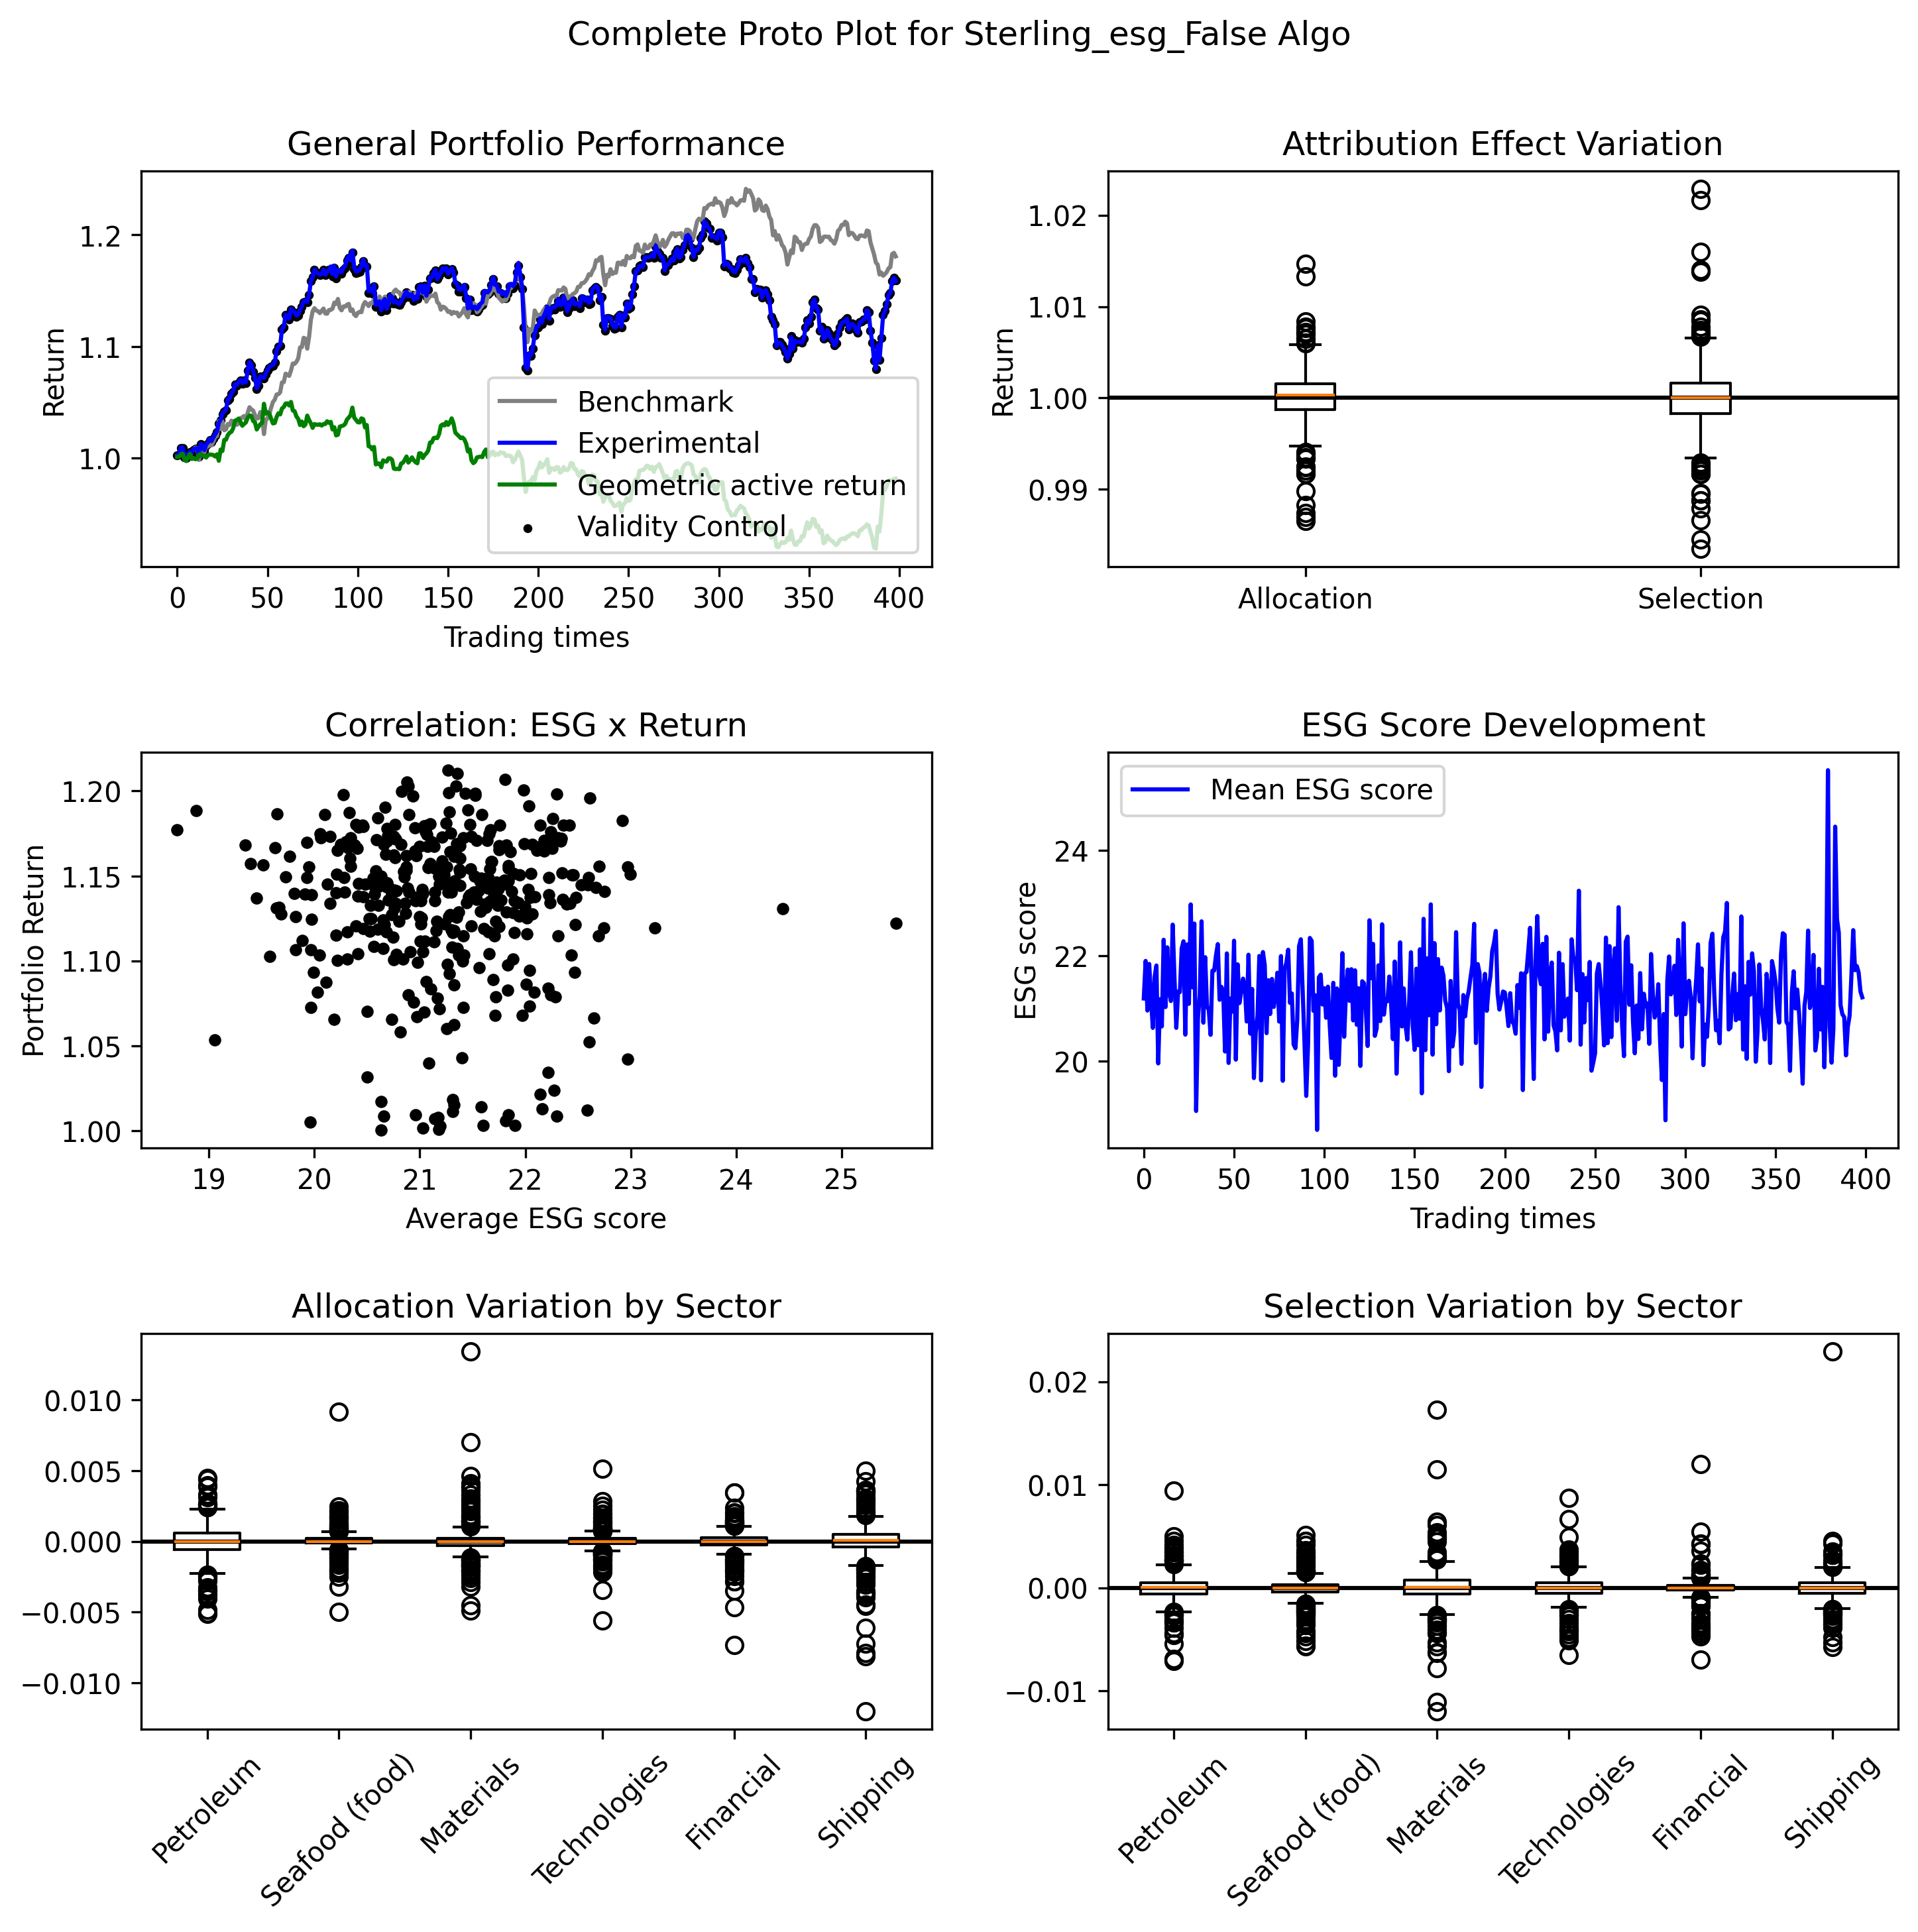 Complete Proto Plot for Sterling_esg_False Algo
General Portfolio Performance
Return
1.2
1.1
1.0
Benchmark
Experimental
Geometric active return
Validity Control
0 50 100 150 200 250 300 350 400
Trading times
Attribution Effect Variation
Return
1.02
1.01
1.00
0.99
Allocation Selection
Correlation: ESG x Return
Portfolio Return
1.20
1.15
1.10
1.05
1.00
19 20 21 22 23 24 25
Average ESG score
ESG Score Development
Mean ESG score
ESG score
24
22
20
0 50 100 150 200 250 300 350 400
Trading times
Allocation Variation by Sector
0.010
0.005
0.000
−0.005
−0.010
Petroleum
Seafood (food)
Materials
Technologies
Financial
Shipping
Selection Variation by Sector
0.02
0.01
0.00
−0.01
Petroleum
Seafood (food)
Materials
Technologies
Financial
Shipping